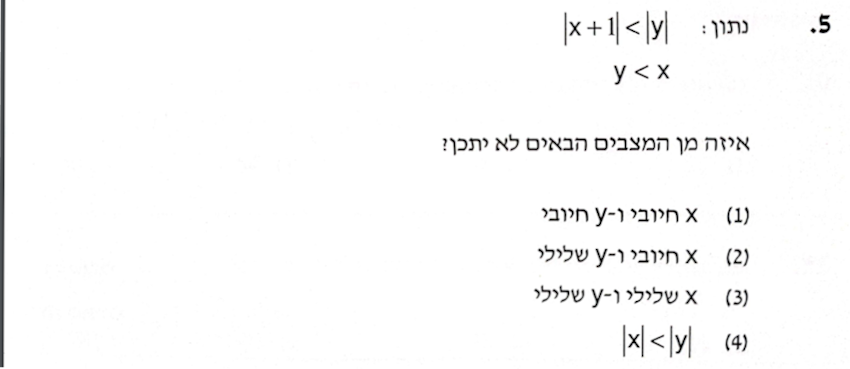 5. נתון: |x + 1| < |y|
y < x
איזה מן המצבים הבאים לא יתכן?
(1) x חיובי ו-y חיובי
(2) x חיובי ו-y שלילי
(3) x שלילי ו-y שלילי
(4) |x| < |y|